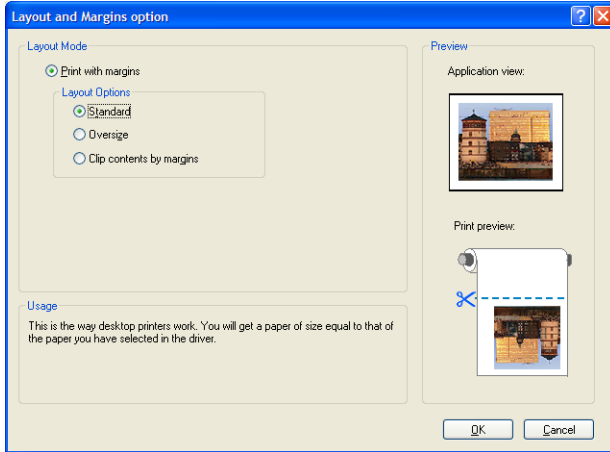 Layout and Margins option
Layout Mode
Print with margins
Layout Options
Standard
Oversize
Clip contents by margins
Usage
This is the way desktop printers work. You will get a paper of size equal to that of
the paper you have selected in the driver.
Preview
Application view:
Print preview:
OK
Cancel